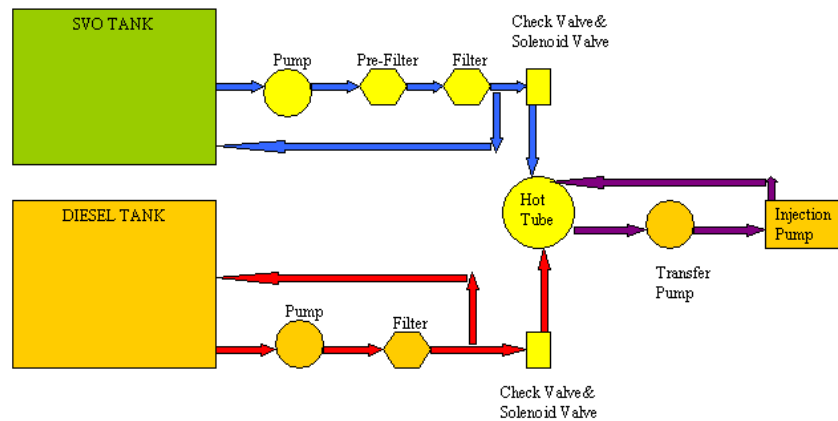 SVO TANK
Pump
Pre-Filter
Filter
Check Valve &
Solenoid Valve
Hot
Tube
Injection
Pump
Transfer
Pump
DIESEL TANK
Pump
Filter
Check Valve &
Solenoid Valve